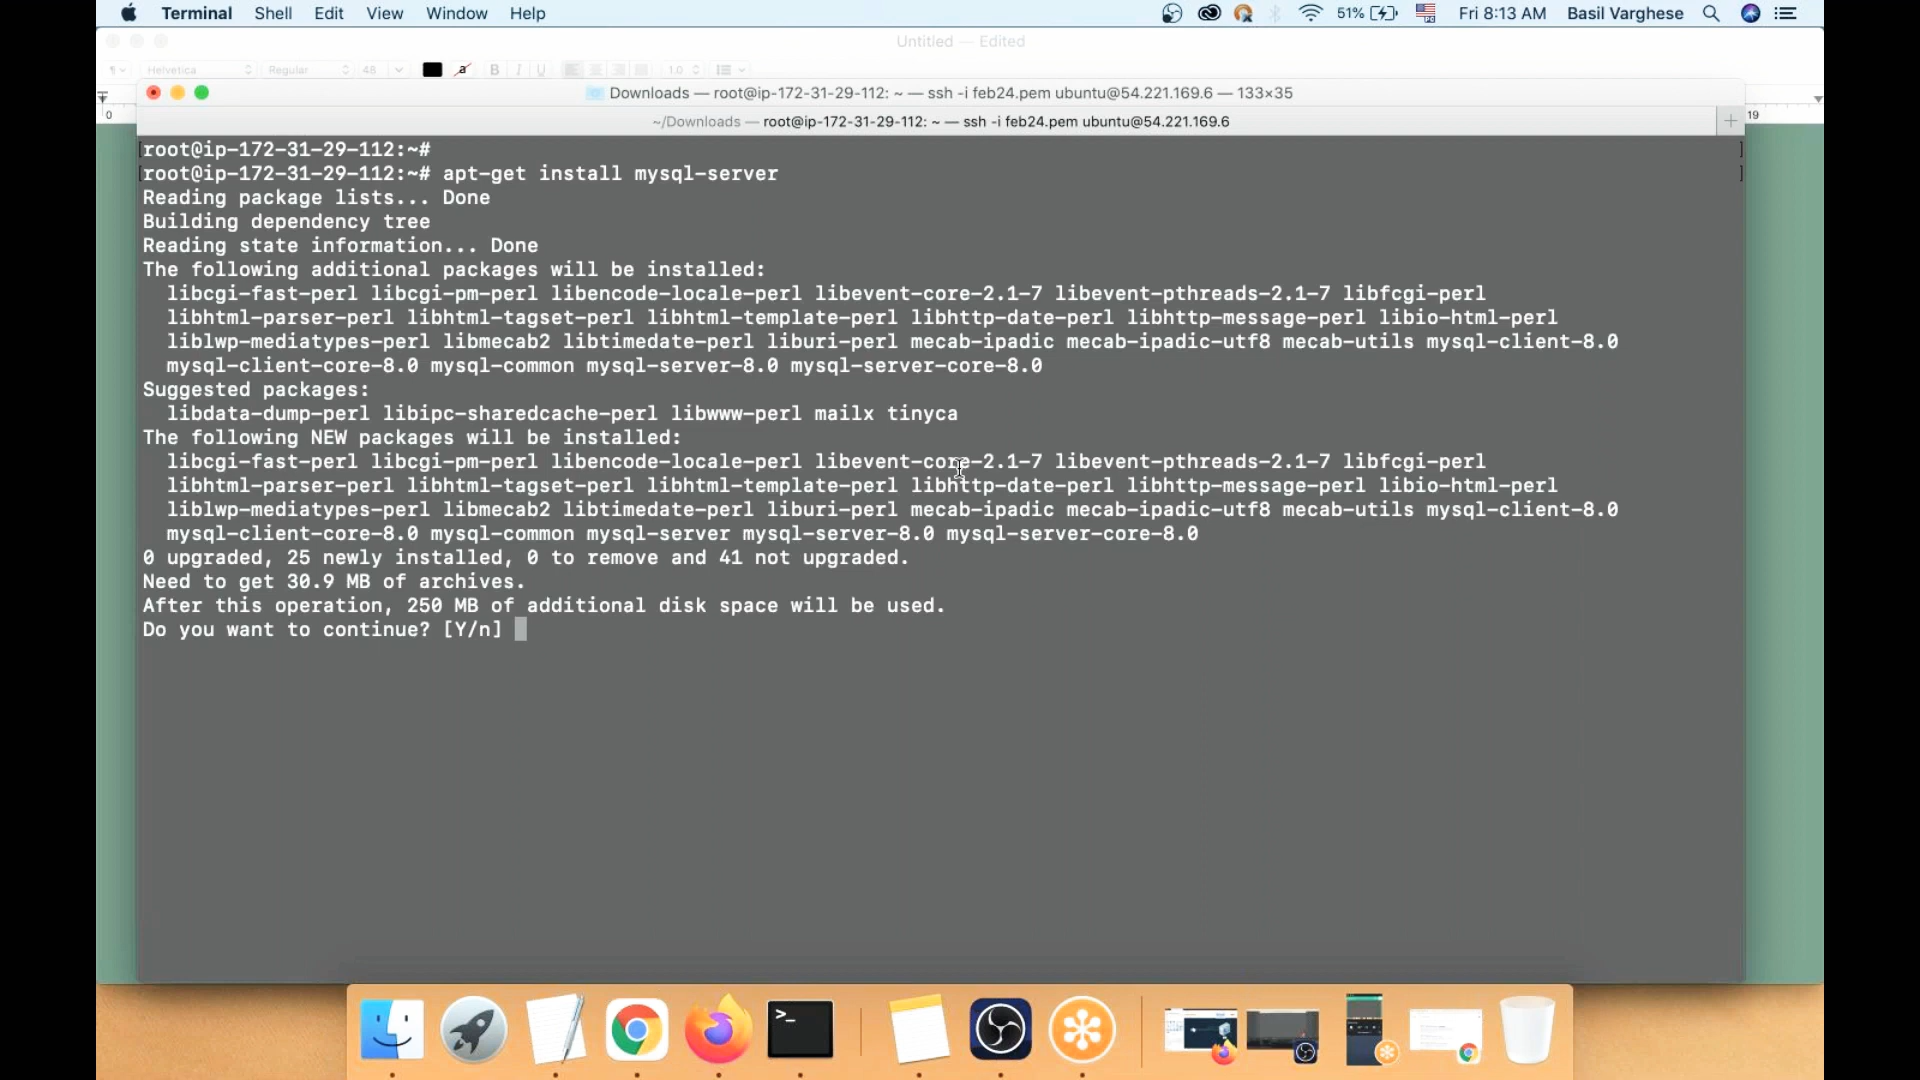 Terminal Shell Edit View Window Help 51% Fri 8:13 AM Basil Varghese
Untitled — Edited
Helvetica Regular 48 a B I U 1.0
Downloads — root@ip-172-31-29-112: ~ — ssh -i feb24.pem ubuntu@54.221.169.6 — 133×35
0 19
~/Downloads — root@ip-172-31-29-112: ~ — ssh -i feb24.pem ubuntu@54.221.169.6 +
[root@ip-172-31-29-112:~# ]
[root@ip-172-31-29-112:~# apt-get install mysql-server ]
Reading package lists... Done
Building dependency tree
Reading state information... Done
The following additional packages will be installed:
libcgi-fast-perl libcgi-pm-perl libencode-locale-perl libevent-core-2.1-7 libevent-pthreads-2.1-7 libfcgi-perl
libhtml-parser-perl libhtml-tagset-perl libhtml-template-perl libhttp-date-perl libhttp-message-perl libio-html-perl
liblwp-mediatypes-perl libmecab2 libtimedate-perl liburi-perl mecab-ipadic mecab-ipadic-utf8 mecab-utils mysql-client-8.0
mysql-client-core-8.0 mysql-common mysql-server-8.0 mysql-server-core-8.0
Suggested packages:
libdata-dump-perl libipc-sharedcache-perl libwww-perl mailx tinyca
The following NEW packages will be installed:
libcgi-fast-perl libcgi-pm-perl libencode-locale-perl libevent-core-2.1-7 libevent-pthreads-2.1-7 libfcgi-perl
libhtml-parser-perl libhtml-tagset-perl libhtml-template-perl libhttp-date-perl libhttp-message-perl libio-html-perl
liblwp-mediatypes-perl libmecab2 libtimedate-perl liburi-perl mecab-ipadic mecab-ipadic-utf8 mecab-utils mysql-client-8.0
mysql-client-core-8.0 mysql-common mysql-server mysql-server-8.0 mysql-server-core-8.0
0 upgraded, 25 newly installed, 0 to remove and 41 not upgraded.
Need to get 30.9 MB of archives.
After this operation, 250 MB of additional disk space will be used.
Do you want to continue? [Y/n]
>_